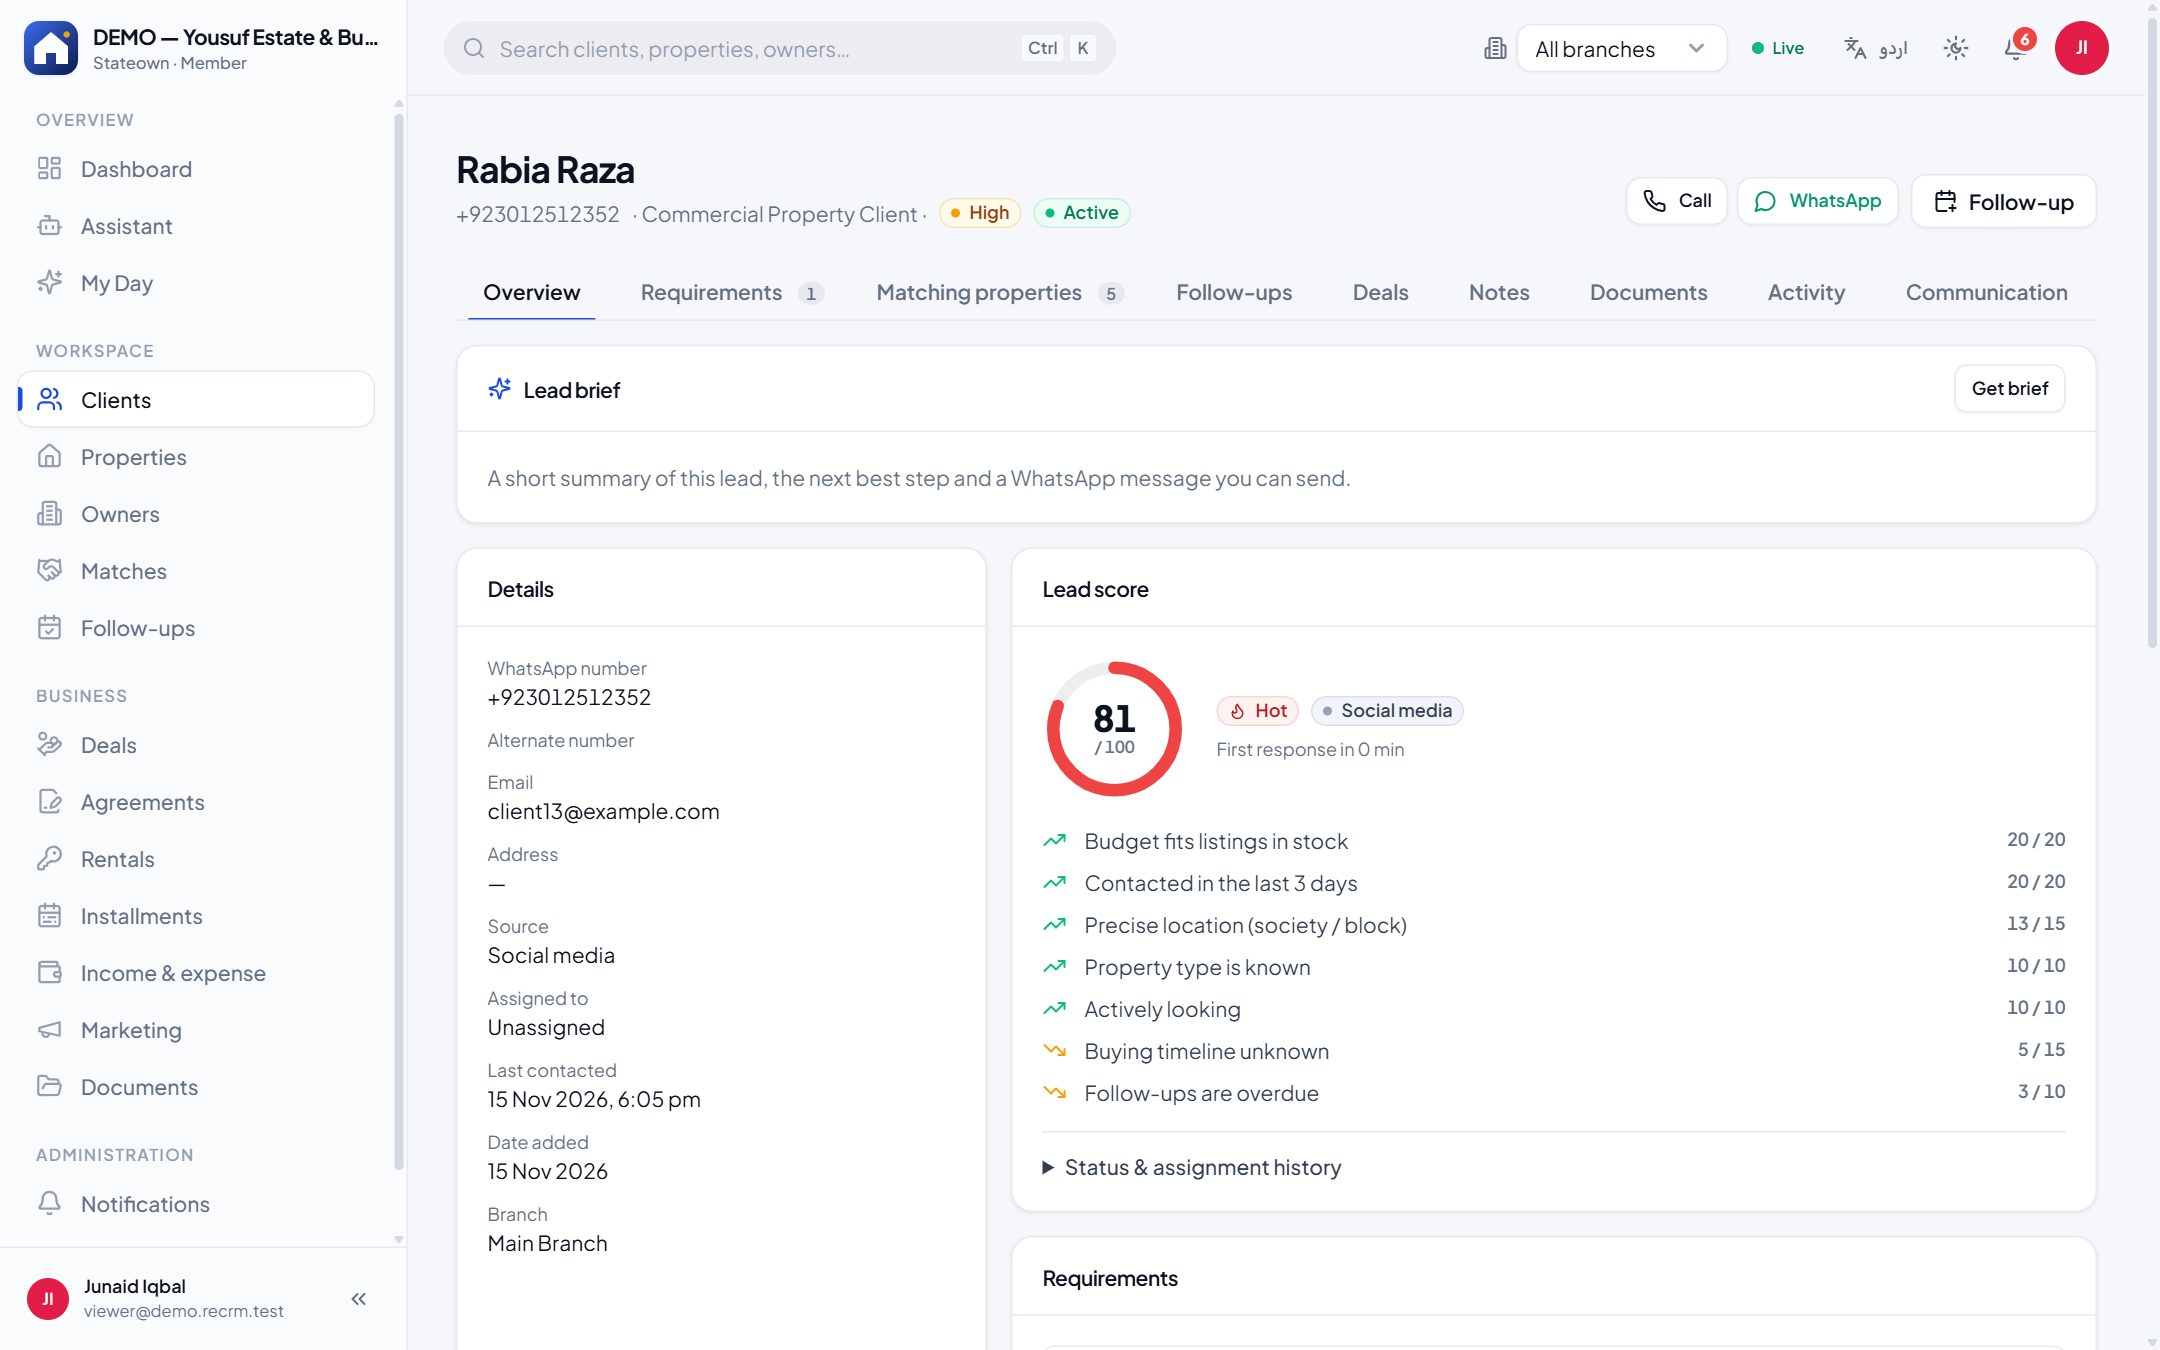 DEMO — Yousuf Estate & Bu...
Stateown · Member
OVERVIEW
Dashboard
Assistant
My Day
WORKSPACE
Clients
Properties
Owners
Matches
Follow-ups
BUSINESS
Deals
Agreements
Rentals
Installments
Income & expense
Marketing
Documents
ADMINISTRATION
Notifications
JI
Junaid Iqbal
viewer@demo.recrm.test
Search clients, properties, owners...
Ctrl K
All branches
Live
اردو
6
JI
Rabia Raza
+923012512352 · Commercial Property Client · High Active
Call
WhatsApp
Follow-up
Overview
Requirements 1
Matching properties 5
Follow-ups
Deals
Notes
Documents
Activity
Communication
Lead brief
Get brief
A short summary of this lead, the next best step and a WhatsApp message you can send.
Details
WhatsApp number
+923012512352
Alternate number
Email
client13@example.com
Address
—
Source
Social media
Assigned to
Unassigned
Last contacted
15 Nov 2026, 6:05 pm
Date added
15 Nov 2026
Branch
Main Branch
Lead score
81
/ 100
Hot
Social media
First response in 0 min
Budget fits listings in stock 20 / 20
Contacted in the last 3 days 20 / 20
Precise location (society / block) 13 / 15
Property type is known 10 / 10
Actively looking 10 / 10
Buying timeline unknown 5 / 15
Follow-ups are overdue 3 / 10
Status & assignment history
Requirements